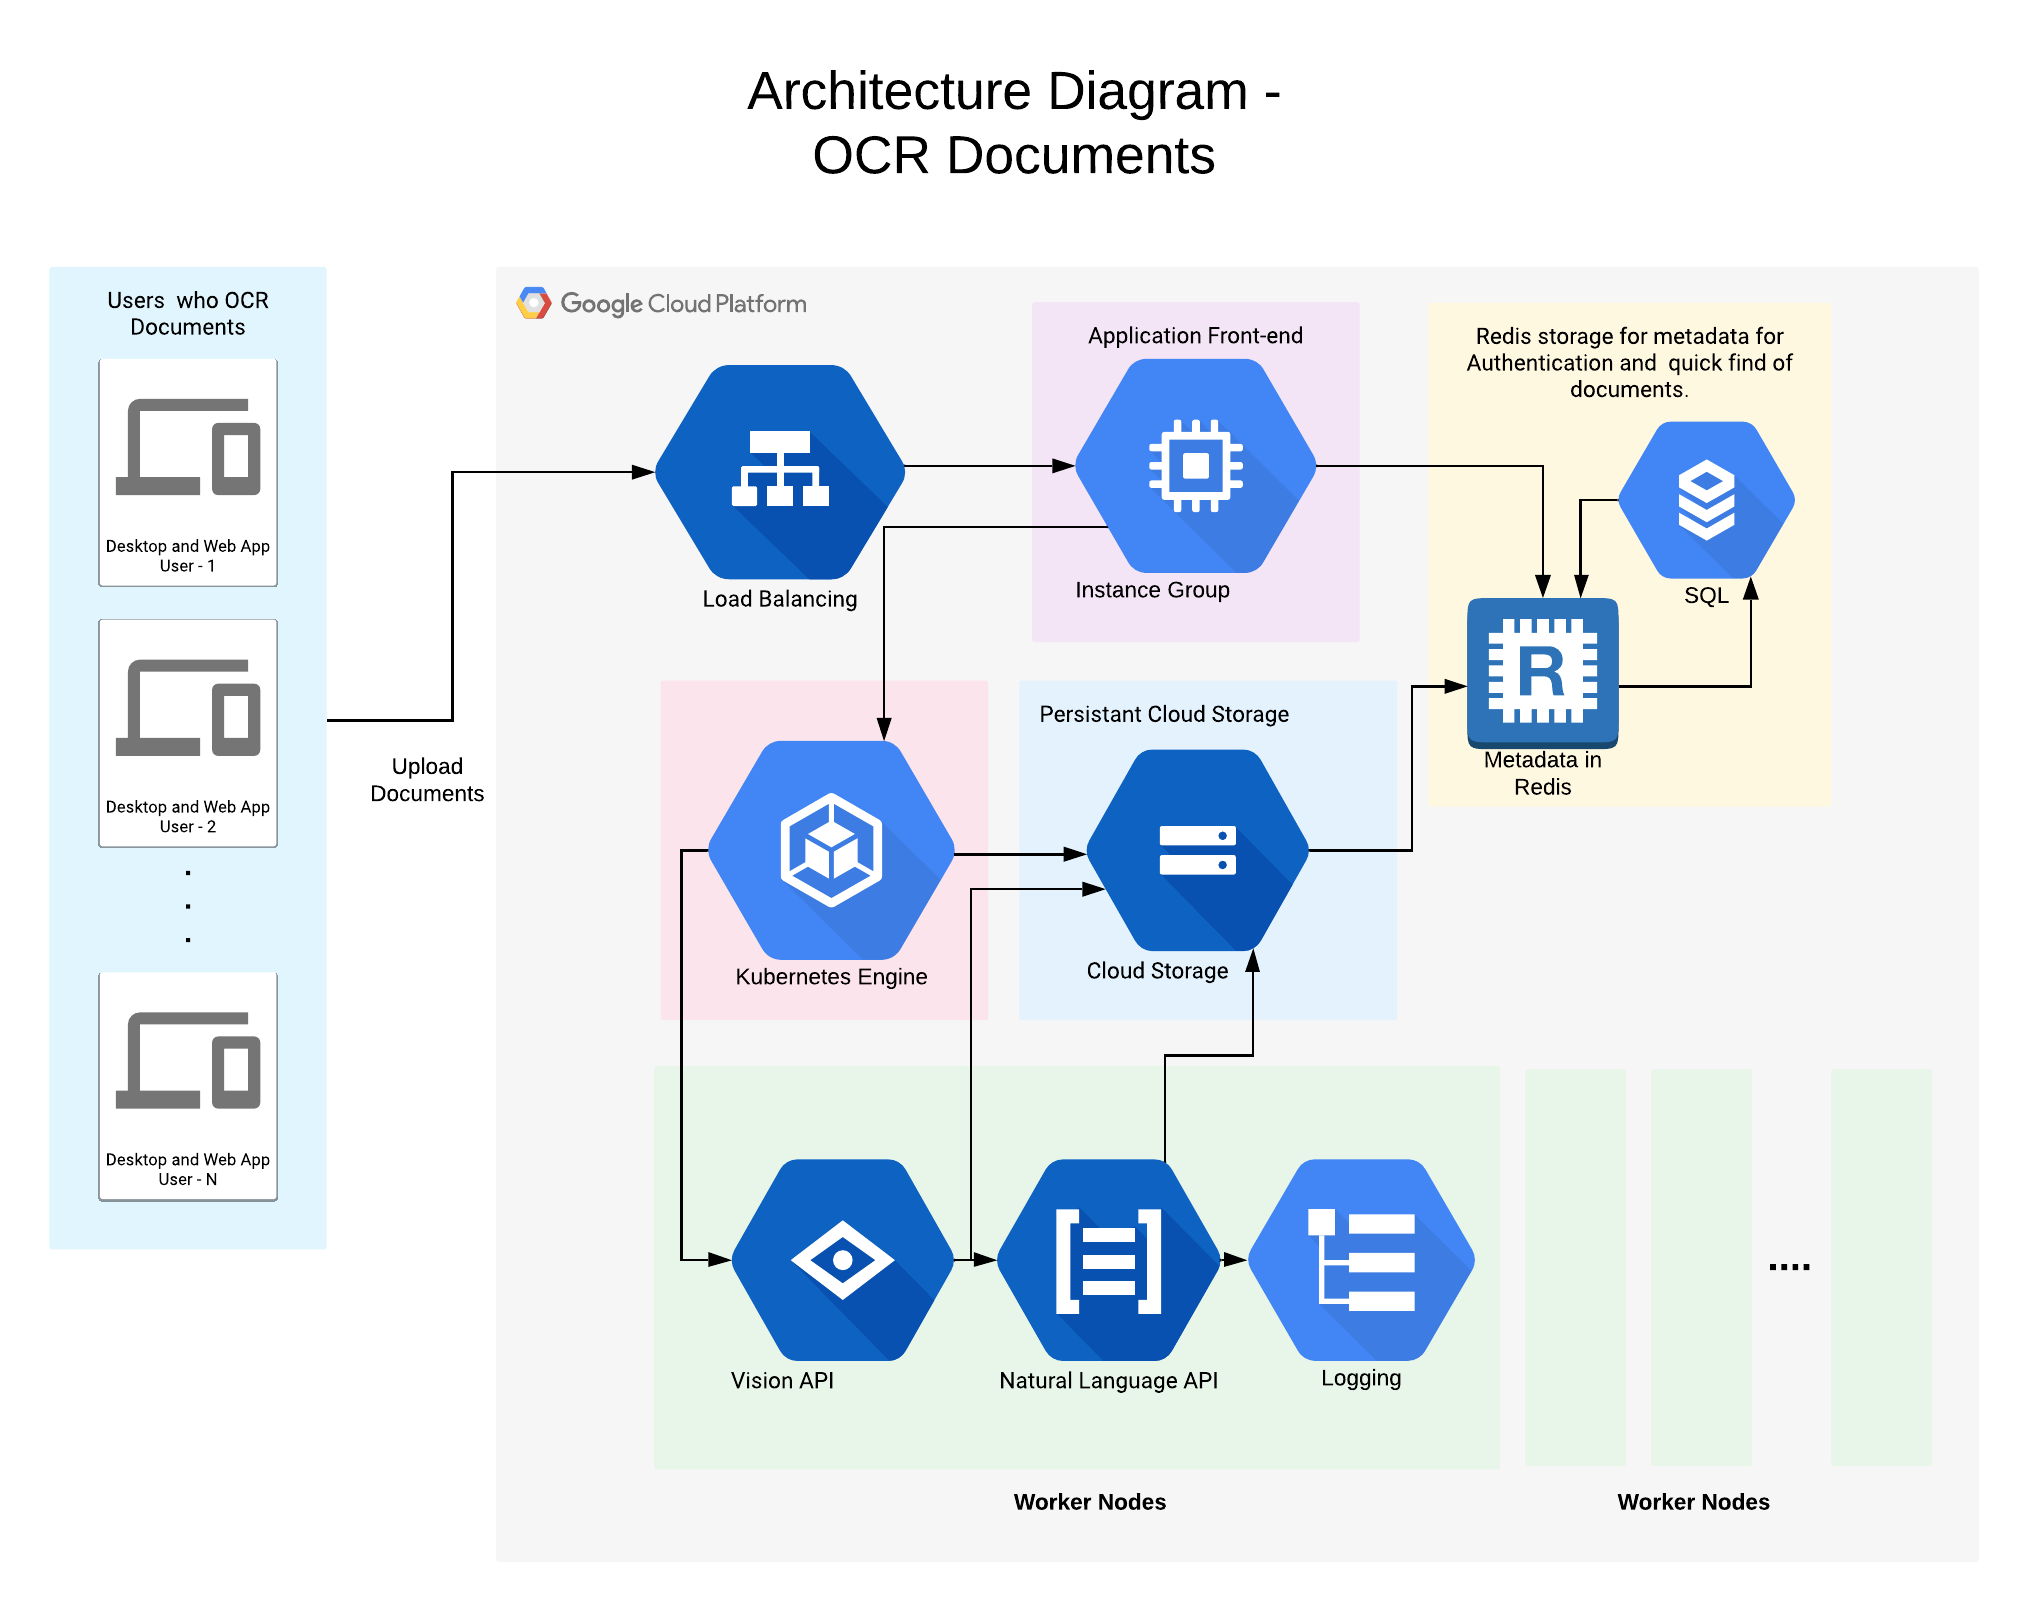 Architecture Diagram -
OCR Documents
Users who OCR
Documents
Desktop and Web App
User - 1
Desktop and Web App
User - 2
.
.
.
Desktop and Web App
User - N
Upload
Documents
Google Cloud Platform
Load Balancing
Application Front-end
Instance Group
Redis storage for metadata for
Authentication and quick find of
documents.
SQL
R
Metadata in
Redis
Kubernetes Engine
Persistant Cloud Storage
Cloud Storage
Vision API
Natural Language API
Logging
....
Worker Nodes
Worker Nodes